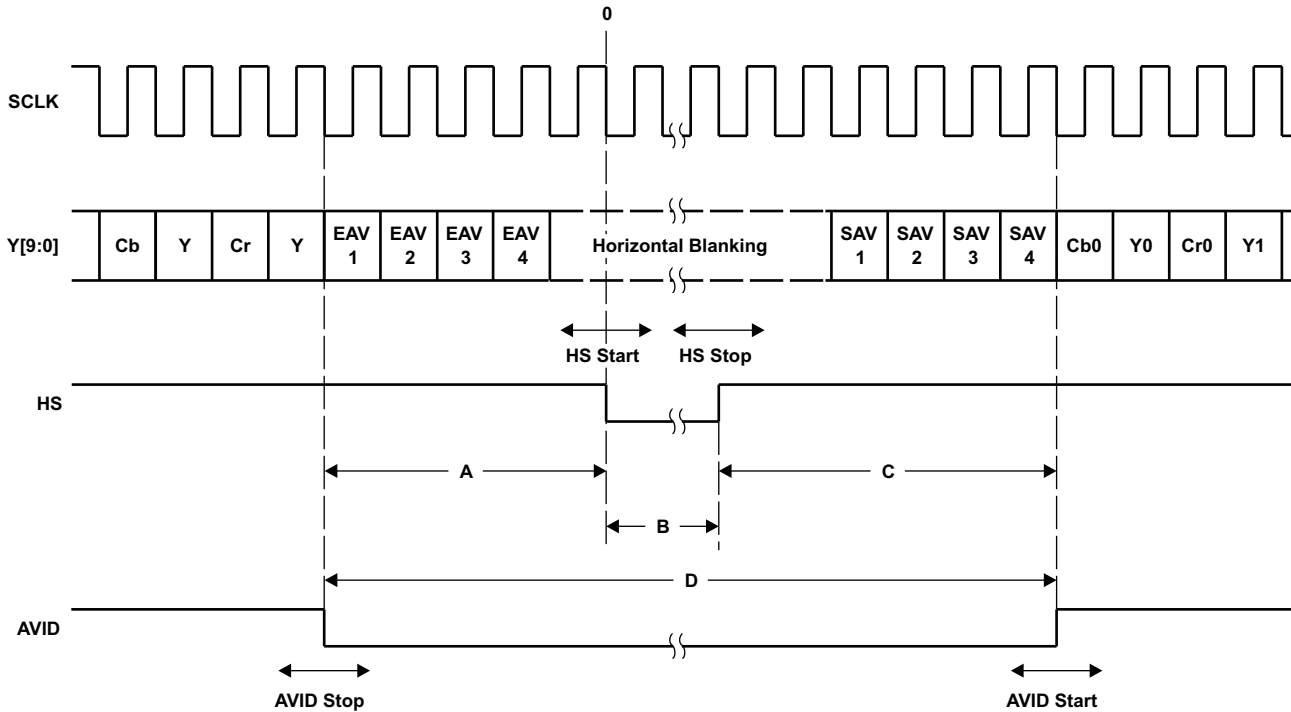 0
SCLK
Y[9:0]
Cb
Y
Cr
Y
EAV
1
EAV
2
EAV
3
EAV
4
Horizontal Blanking
SAV
1
SAV
2
SAV
3
SAV
4
Cb0
Y0
Cr0
Y1
HS Start
HS Stop
HS
A
C
B
D
AVID
AVID Stop
AVID Start